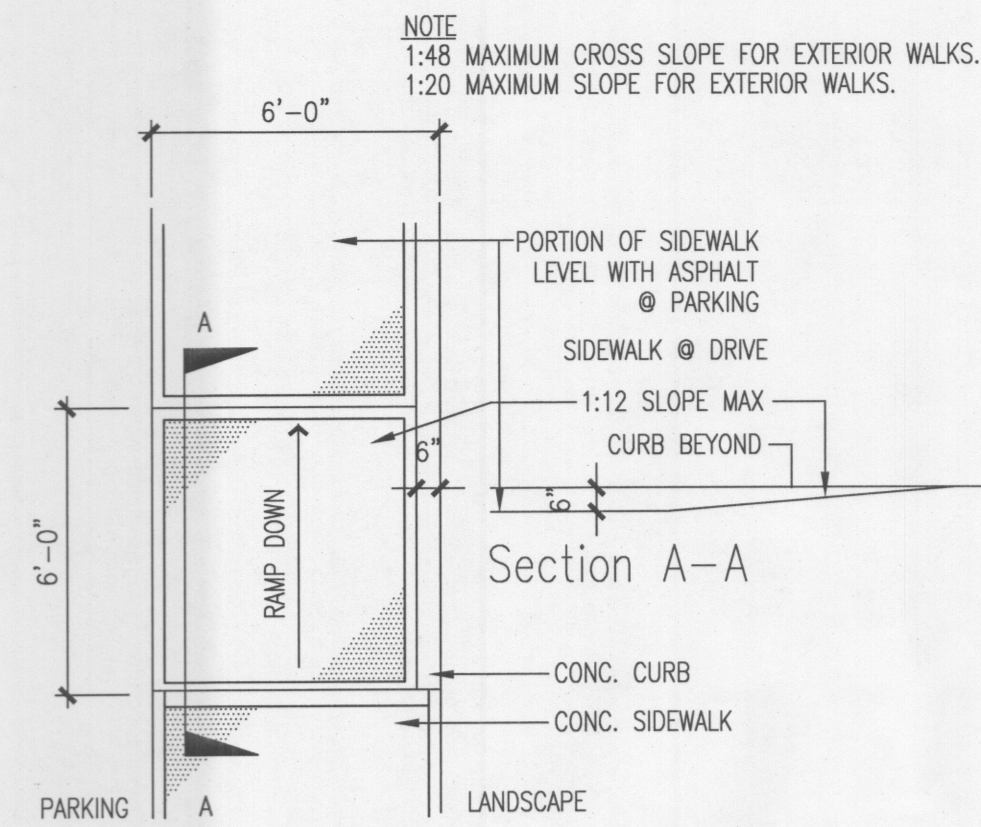 NOTE
1:48 MAXIMUM CROSS SLOPE FOR EXTERIOR WALKS.
1:20 MAXIMUM SLOPE FOR EXTERIOR WALKS.
6'-0"
PORTION OF SIDEWALK
LEVEL WITH ASPHALT
@ PARKING
A
SIDEWALK @ DRIVE
1:12 SLOPE MAX
CURB BEYOND
6"
6"
6'-0"
RAMP DOWN
Section A-A
CONC. CURB
CONC. SIDEWALK
PARKING
A
LANDSCAPE